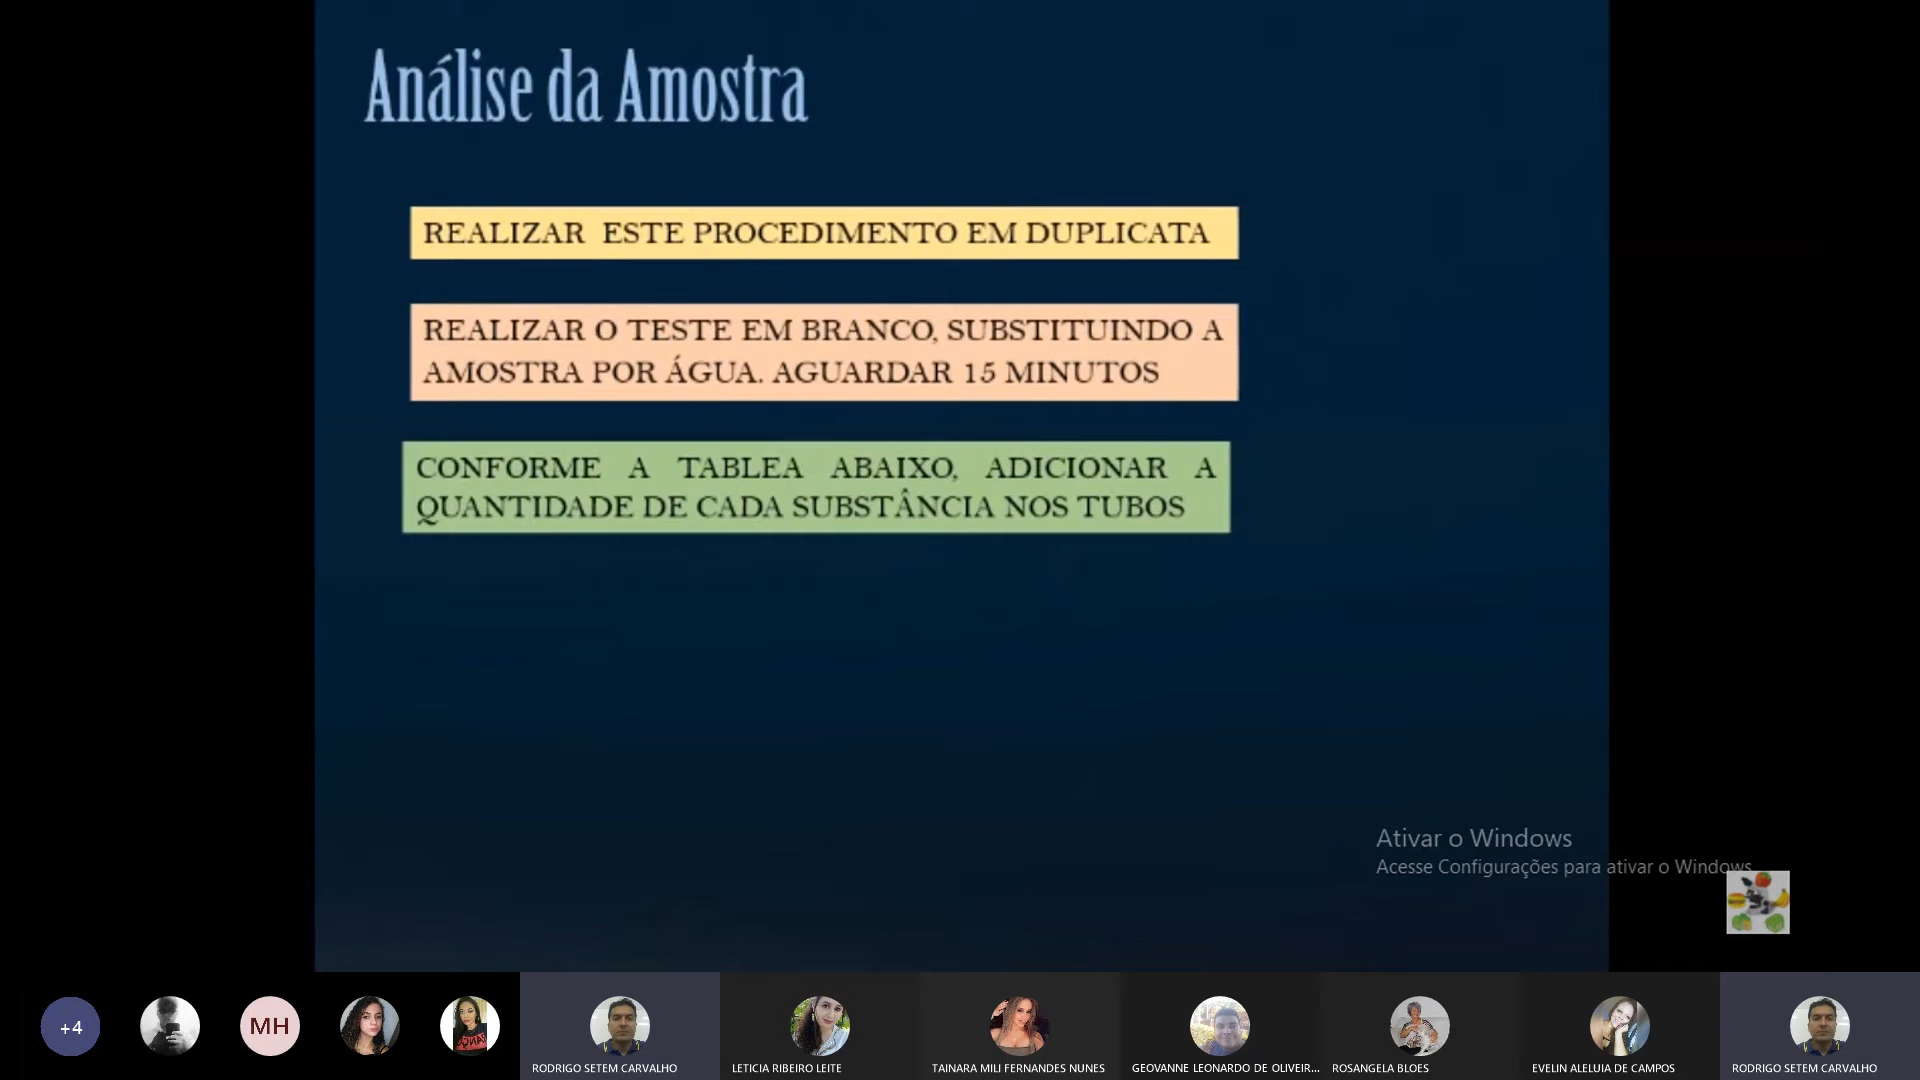 Análise da Amostra
REALIZAR ESTE PROCEDIMENTO EM DUPLICATA
REALIZAR O TESTE EM BRANCO, SUBSTITUINDO A
AMOSTRA POR ÁGUA. AGUARDAR 15 MINUTOS
CONFORME A TABLEA ABAIXO, ADICIONAR A
QUANTIDADE DE CADA SUBSTÂNCIA NOS TUBOS
Ativar o Windows
Acesse Configurações para ativar o Windows.
+4
MH
RODRIGO SETEM CARVALHO
LETICIA RIBEIRO LEITE
TAINARA MILI FERNANDES NUNES
GEOVANNE LEONARDO DE OLIVEIR...
ROSANGELA BLOES
EVELIN ALELUIA DE CAMPOS
RODRIGO SETEM CARVALHO